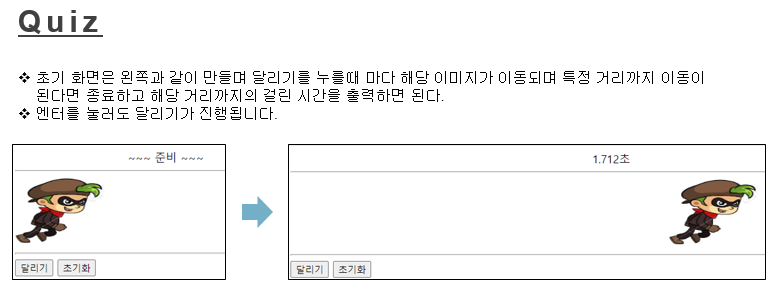 Quiz
❖ 초기 화면은 왼쪽과 같이 만들며 달리기를 누를때 마다 해당 이미지가 이동되며 특정 거리까지 이동이
된다면 종료하고 해당 거리까지의 걸린 시간을 출력하면 된다.
❖ 엔터를 눌러도 달리기가 진행됩니다.
~~~ 준비 ~~~
달리기 초기화
1.712초
달리기 초기화